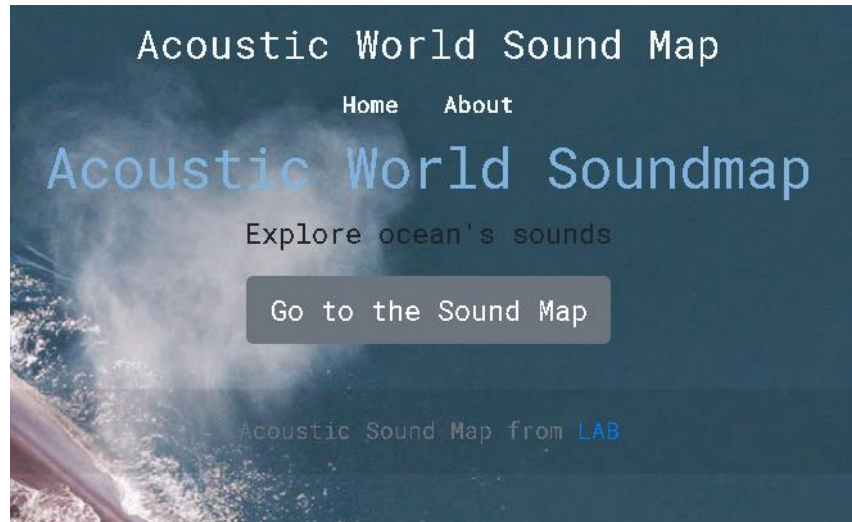 Acoustic World Sound Map
Home About
Acoustic World Soundmap
Explore ocean's sounds
Go to the Sound Map
Acoustic Sound Map from LAB